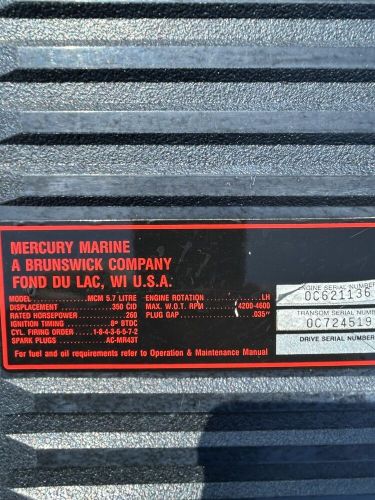 MERCURY MARINE
A BRUNSWICK COMPANY
FOND DU LAC, WI U.S.A.
MODEL .MCM 5.7 LITRE ENGINE ROTATION LH
DISPLACEMENT 350 CID MAX. W.O.T. RPM 4200-4600
RATED HORSEPOWER 260 PLUG GAP .035"
IGNITION TIMING 8° BTDC
CYL. FIRING ORDER 1-8-4-3-6-5-7-2
SPARK PLUGS AC-MR43T
For fuel and oil requirements refer to Operation & Maintenance Manual
ENGINE SERIAL NUMBER
0C621136
TRANSOM SERIAL NUMB
0C724519
DRIVE SERIAL NUMBER